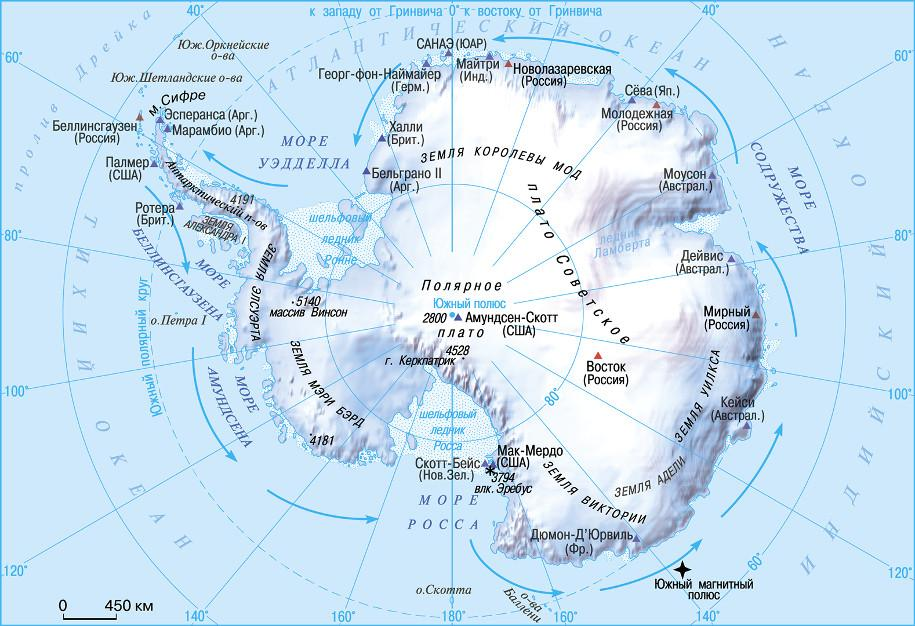 к западу от Гринвича 0° к востоку от Гринвича
40°
40°
60°
60°
80°
80°
100°
100°
120°
120°
140°
140°
160°
160°
180°
80°
60°
АТЛАНТИЧЕСКИЙ ОКЕАН
ИНДИЙСКИЙ ОКЕАН
ТИХИЙ ОКЕАН
пролив Дрейка
Юж.Оркнейские
о-ва
Юж.Шетландские о-ва
м.Сифре
САНАЭ (ЮАР)
Георг-фон-Наймайер
(Герм.)
Майтри
(Инд.)
Новолазаревская
(Россия)
Сёва (Яп.)
Молодежная
(Россия)
Эсперанса (Арг.)
Марамбио (Арг.)
Беллинсгаузен
(Россия)
Палмер
(США)
Ротера
(Брит.)
МОРЕ
УЭДДЕЛЛА
Халли
(Брит.)
Бельграно II
(Арг.)
ЗЕМЛЯ КОРОЛЕВЫ МОД
Моусон
(Австрал.)
МОРЕ
СОДРУЖЕСТВА
Антарктический п-ов
4191
ЗЕМЛЯ
АЛЕКСАНДРА I
МОРЕ
БЕЛЛИНСГАУЗЕНА
шельфовый
ледник
Ронне
плато Советское
ледник
Ламберта
Дейвис
(Австрал.)
Мирный
(Россия)
Полярное
плато
Южный полюс
2800
Амундсен-Скотт
(США)
5140
массив Винсон
ЗЕМЛЯ ЭЛСУЭРТА
о.Петра I
Южный полярный круг
4528
г. Керкпатрик
Восток
(Россия)
ЗЕМЛЯ МЭРИ БЭРД
4181
МОРЕ
АМУНДСЕНА
шельфовый
ледник
Росса
ЗЕМЛЯ УИЛКСА
Кейси
(Австрал.)
Мак-Мердо
(США)
Скотт-Бейс
(Нов.Зел.)
3794
влк. Эребус
ЗЕМЛЯ ВИКТОРИИ
ЗЕМЛЯ АДЕЛИ
МОРЕ
РОССА
Дюмон-Д'Юрвиль
(Фр.)
Южный магнитный
полюс
о.Скотта
о-ва
Баллени
0 450 км